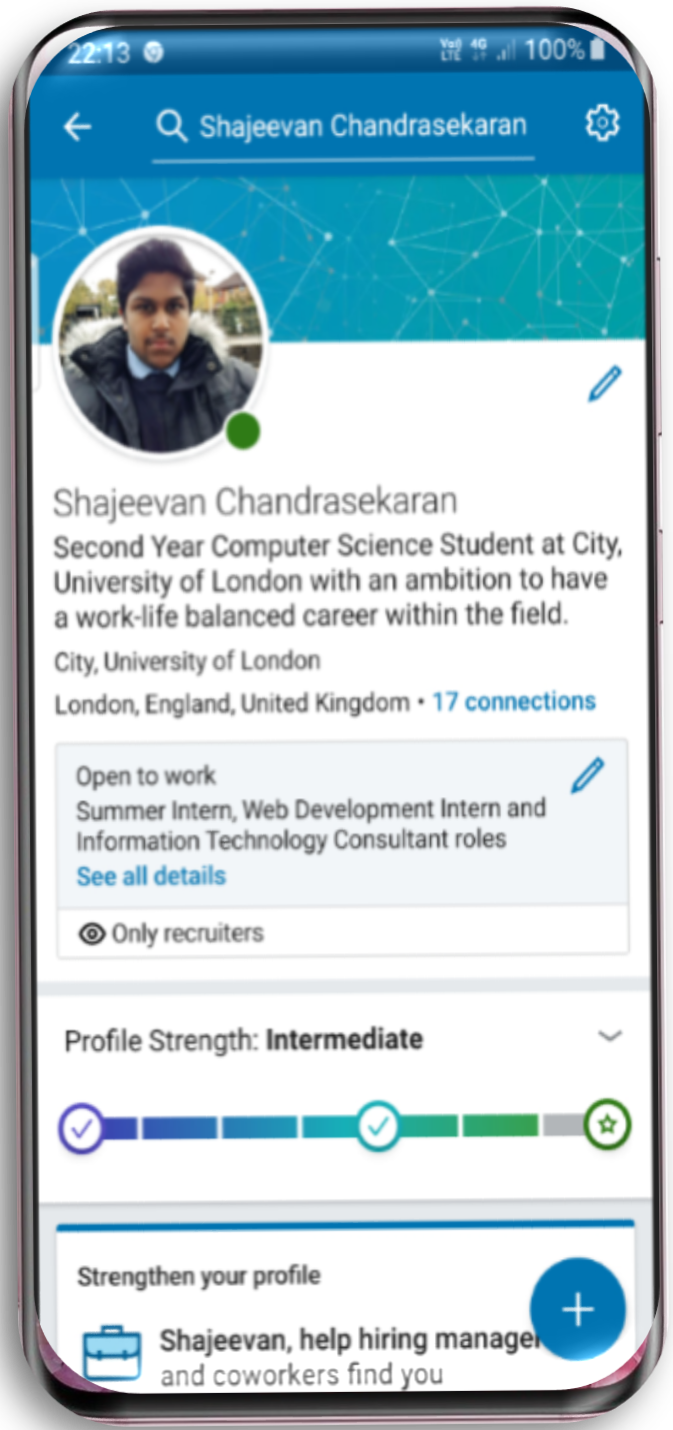 22:13 Vo)) LTE 4G 100%
Shajeevan Chandrasekaran
Shajeevan Chandrasekaran
Second Year Computer Science Student at City,
University of London with an ambition to have
a work-life balanced career within the field.
City, University of London
London, England, United Kingdom • 17 connections
Open to work
Summer Intern, Web Development Intern and
Information Technology Consultant roles
See all details
Only recruiters
Profile Strength: Intermediate
Strengthen your profile
Shajeevan, help hiring manager
and coworkers find you